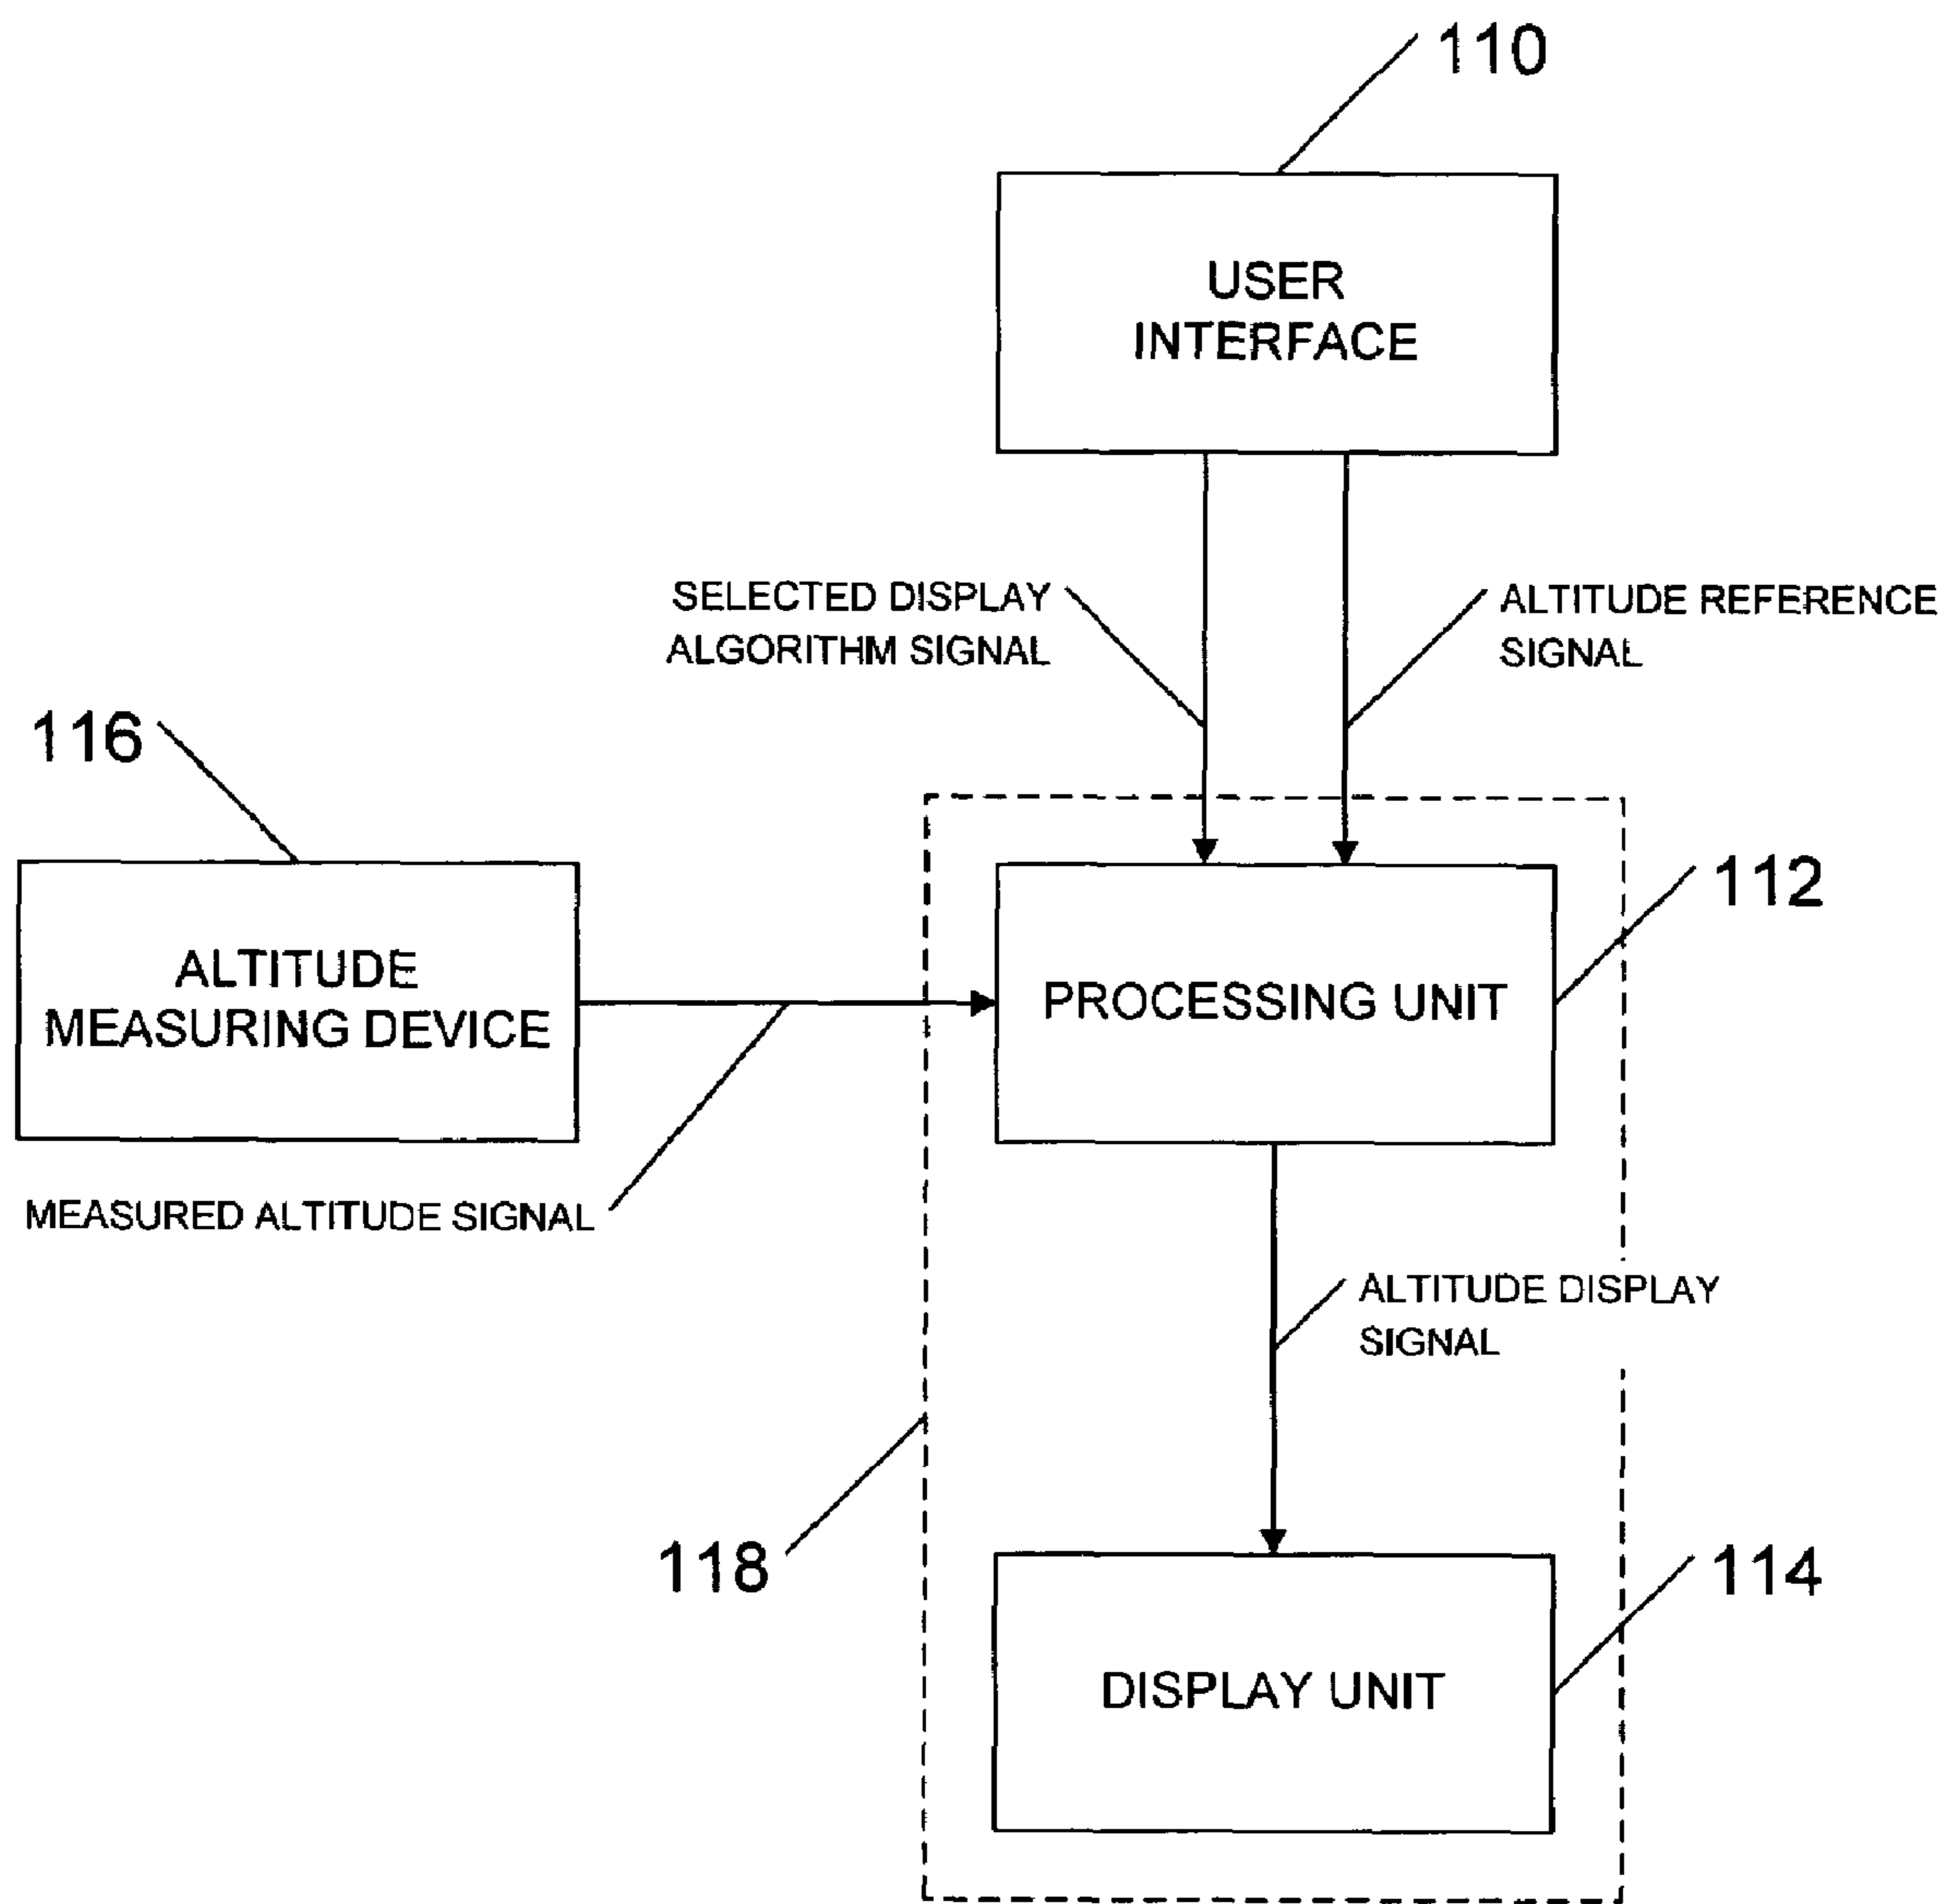 110
USER
INTERFACE
SELECTED DISPLAY
ALGORITHM SIGNAL
ALTITUDE REFERENCE
SIGNAL
116
ALTITUDE
MEASURING DEVICE
PROCESSING UNIT
112
MEASURED ALTITUDE SIGNAL
ALTITUDE DISPLAY
SIGNAL
118
114
DISPLAY UNIT